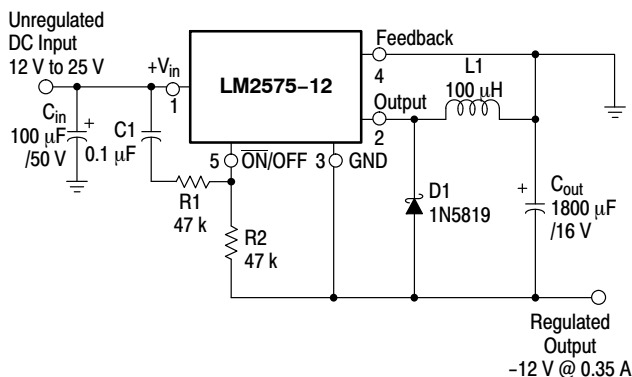 Unregulated
DC Input
12 V to 25 V
+Vin
1
LM2575–12
Feedback
4
L1
100 μH
Output
2
Cin
100 μF
/50 V
+
C1
0.1 μF
5
ON/OFF
3
GND
R1
47 k
R2
47 k
D1
1N5819
+
Cout
1800 μF
/16 V
Regulated
Output
–12 V @ 0.35 A